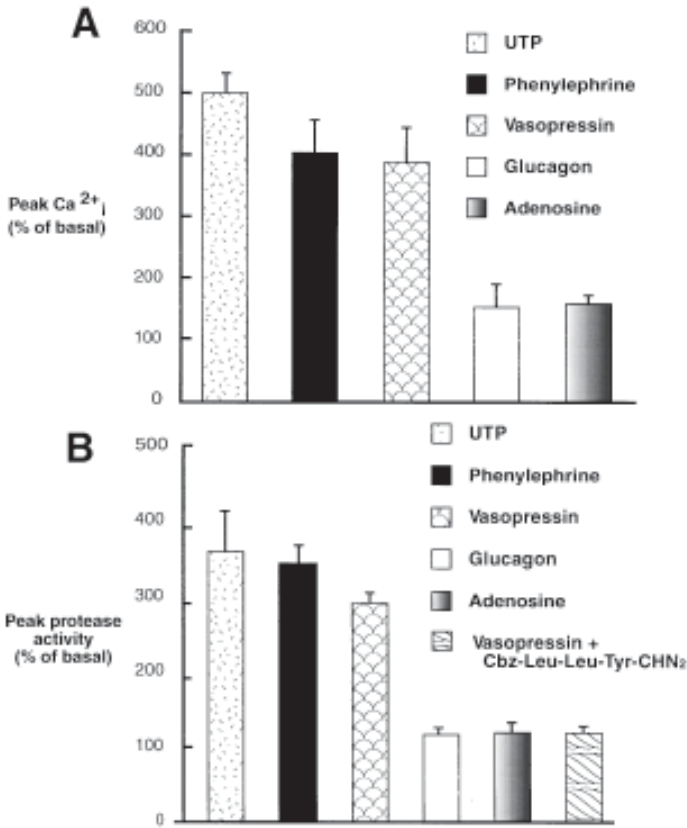 A
600
500
400
300
200
100
0
Peak Ca 2+ i
(% of basal)
UTP
Phenylephrine
Vasopressin
Glucagon
Adenosine
B
500
400
300
200
100
0
Peak protease
activity
(% of basal)
UTP
Phenylephrine
Vasopressin
Glucagon
Adenosine
Vasopressin +
Cbz-Leu-Leu-Tyr-CHN₂